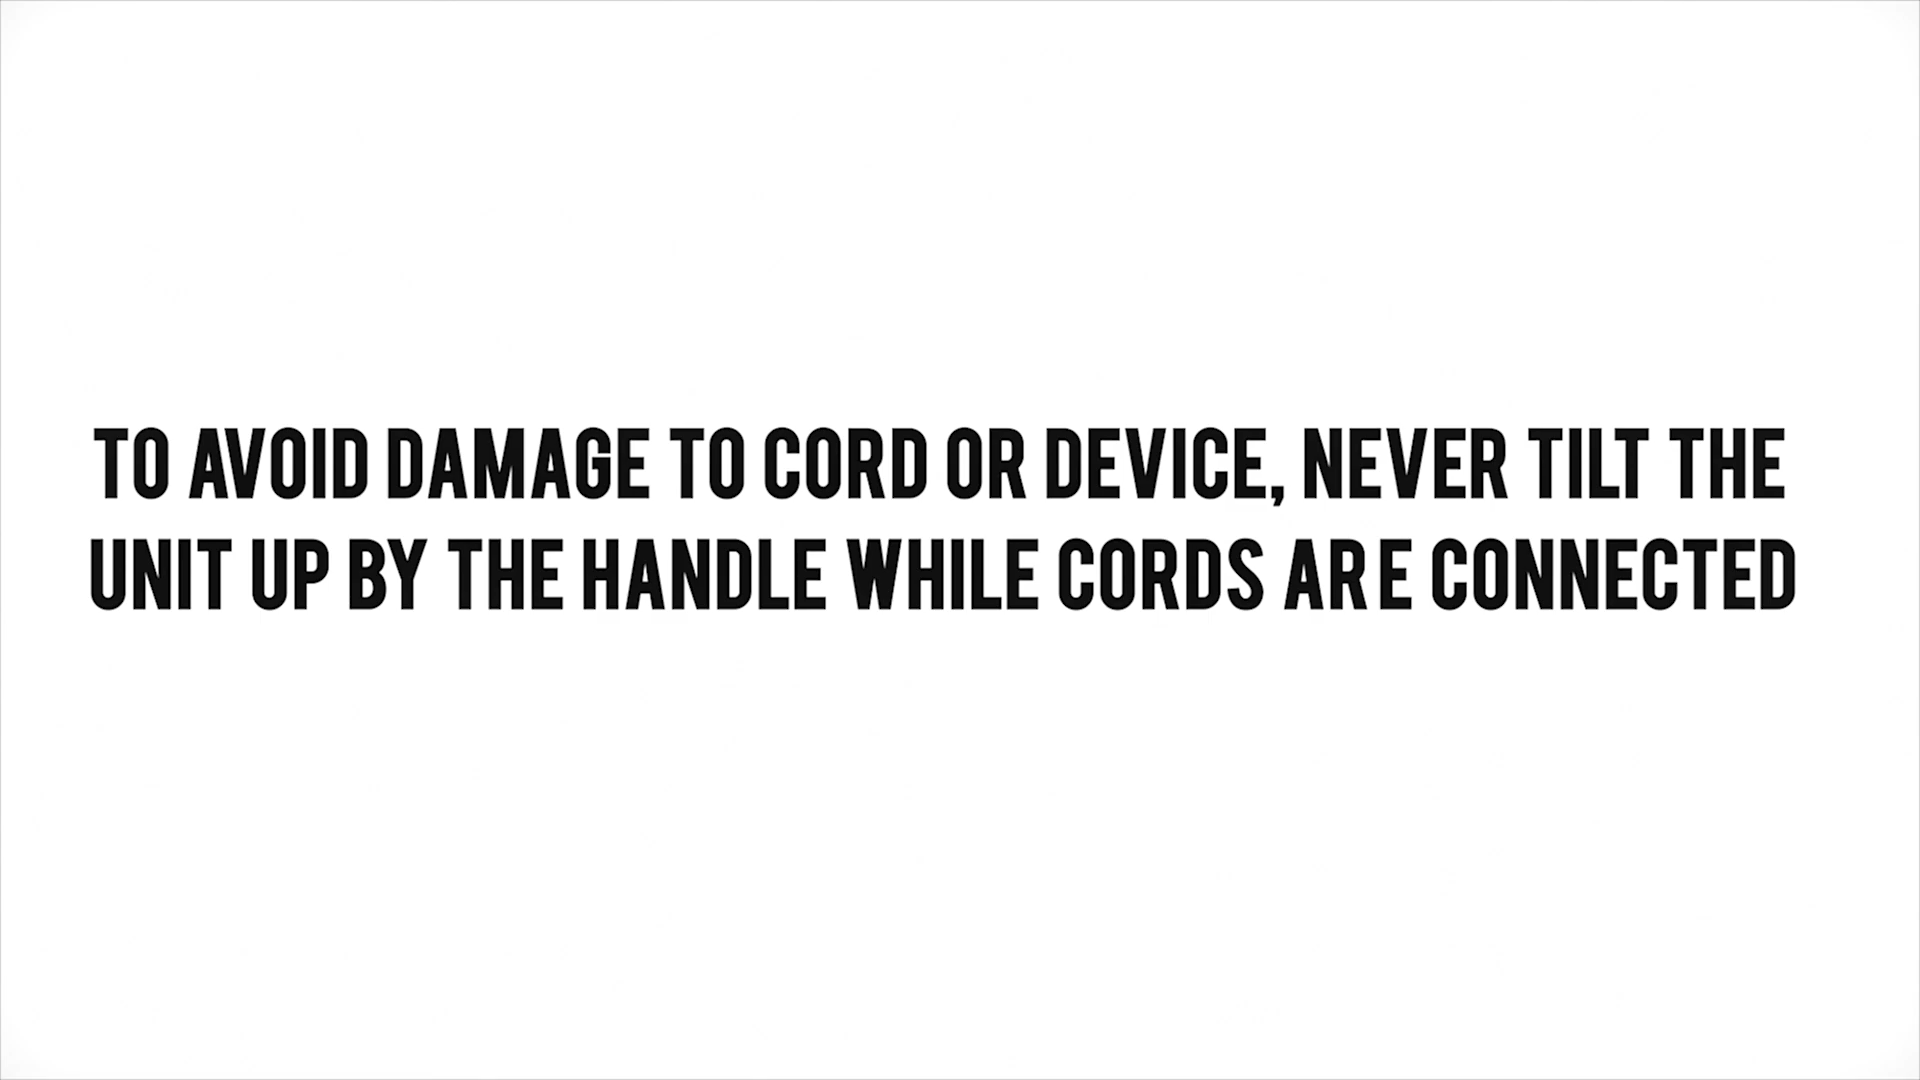 TO AVOID DAMAGE TO CORD OR DEVICE, NEVER TILT THE
UNIT UP BY THE HANDLE WHILE CORDS ARE CONNECTED